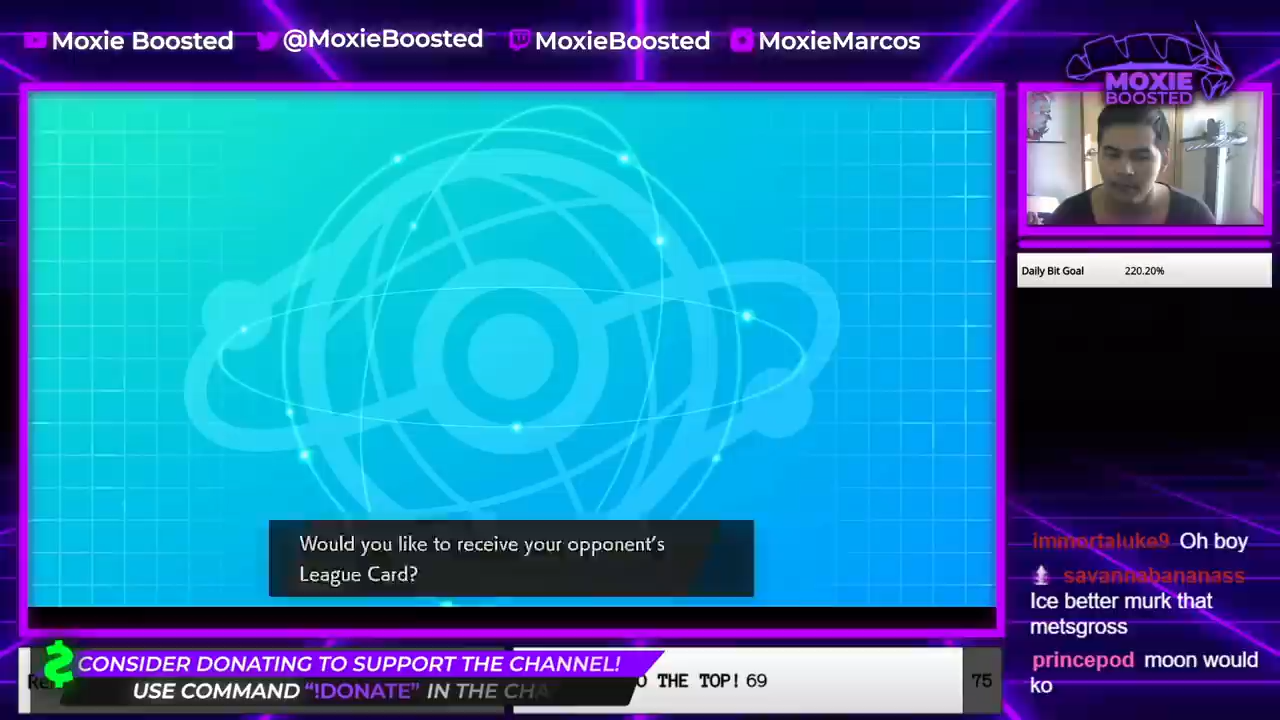 Moxie Boosted @MoxieBoosted MoxieBoosted MoxieMarcos
MOXIE
BOOSTED
Daily Bit Goal 220.20%
Would you like to receive your opponent's
League Card?
immortaluke9 Oh boy
savannabananass
Ice better murk that
metsgross
princepod moon would
ko
CONSIDER DONATING TO SUPPORT THE CHANNEL!
USE COMMAND "!DONATE" IN THE CHA
THE TOP! 69 75